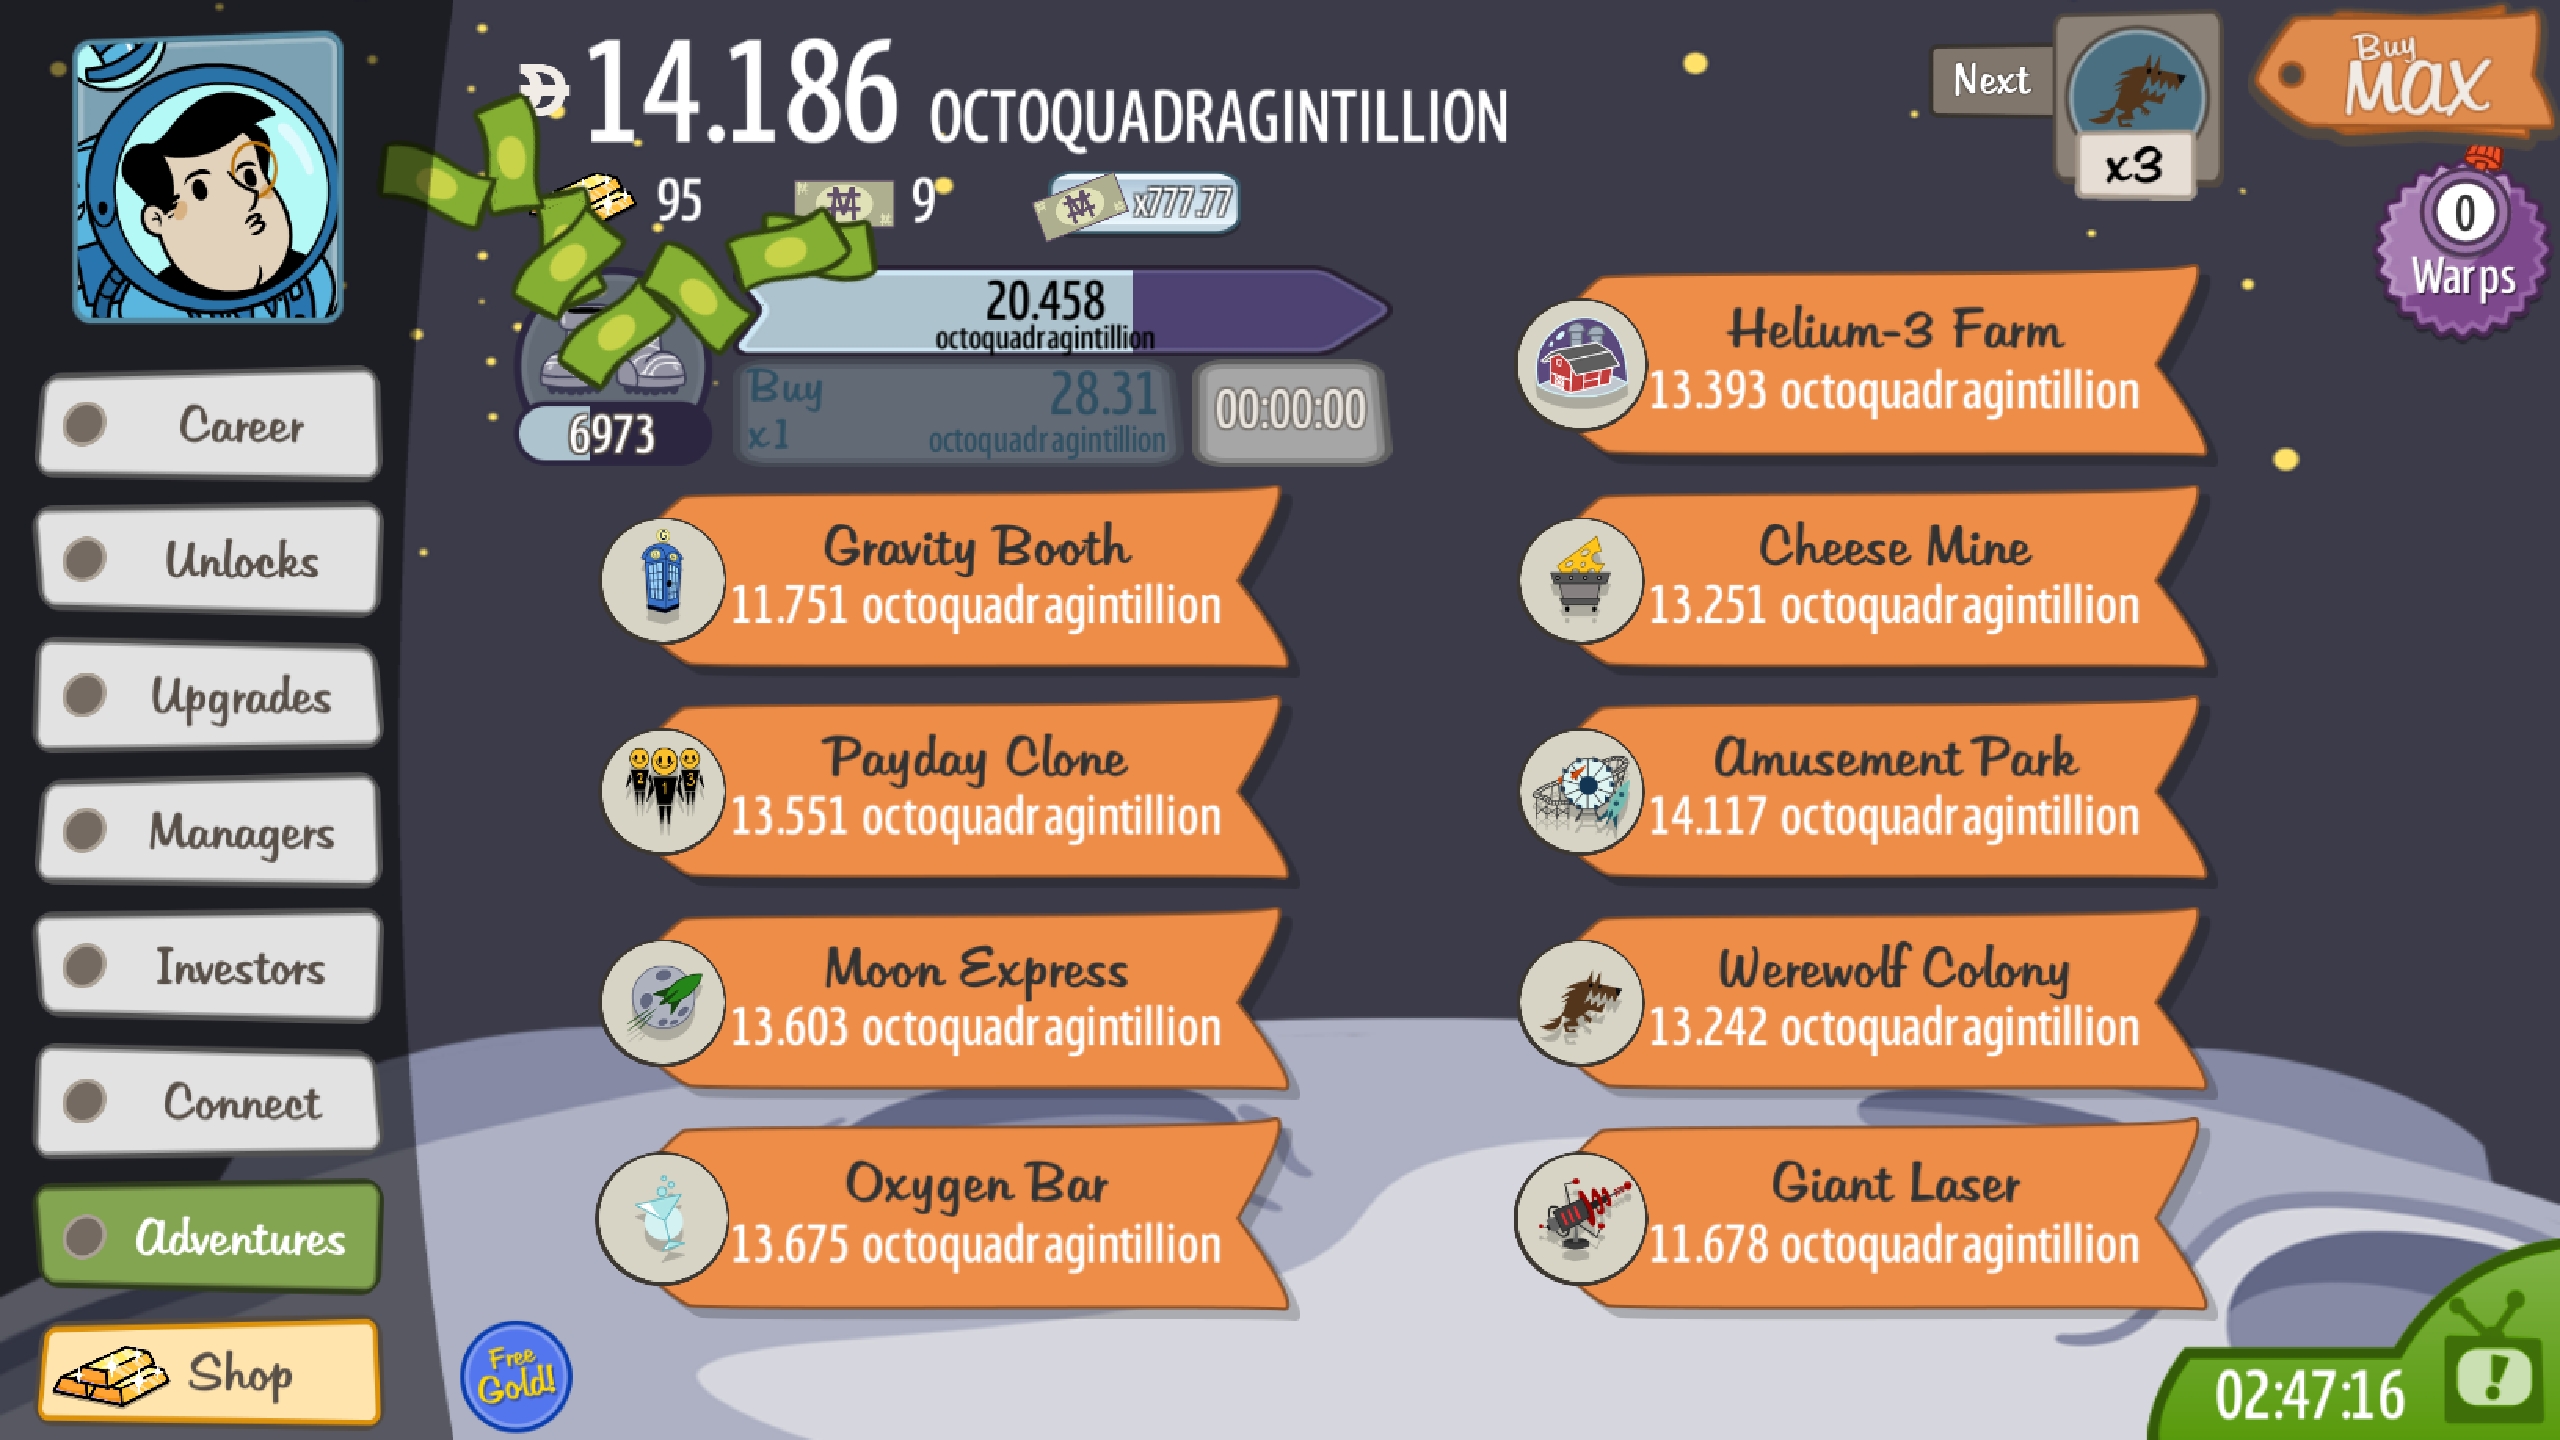 14.186 OCTOQUADRAGINTILLION
95
9
x777.77
Next
x3
Buy
MAX
0
Warps
Career
Unlocks
Upgrades
Managers
Investors
Connect
Adventures
Shop
20.458
octoquadragintillion
6973
Buy
x1
28.31
octoquadragintillion
00:00:00
Helium-3 Farm
13.393 octoquadragintillion
Gravity Booth
11.751 octoquadragintillion
Cheese Mine
13.251 octoquadragintillion
Payday Clone
13.551 octoquadragintillion
Amusement Park
14.117 octoquadragintillion
Moon Express
13.603 octoquadragintillion
Werewolf Colony
13.242 octoquadragintillion
Oxygen Bar
13.675 octoquadragintillion
Giant Laser
11.678 octoquadragintillion
Free
Gold!
02:47:16